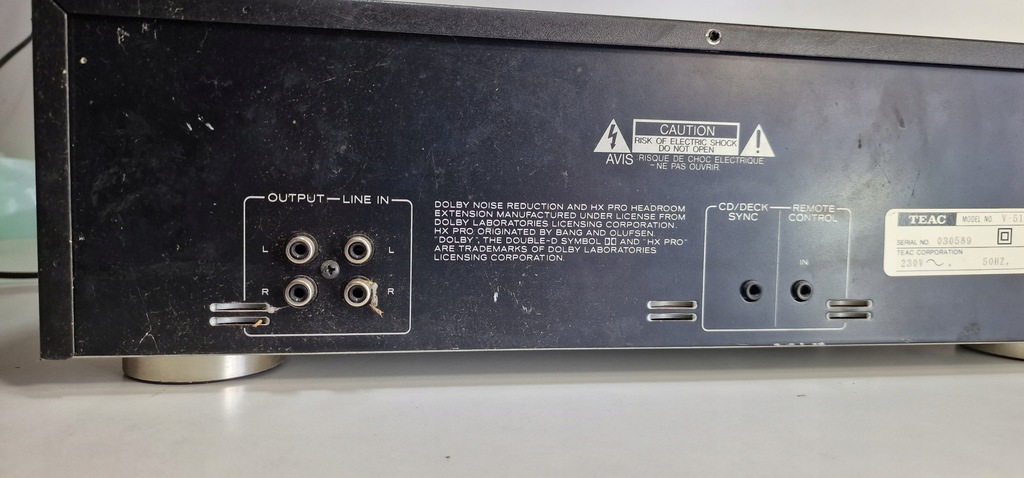 CAUTION
RISK OF ELECTRIC SHOCK
DO NOT OPEN
AVIS RISQUE DE CHOC ELECTRIQUE
-NE PAS OUVRIR.
OUTPUT LINE IN
L L
R R
DOLBY NOISE REDUCTION AND HX PRO HEADROOM
EXTENSION MANUFACTURED UNDER LICENSE FROM
DOLBY LABORATORIES LICENSING CORPORATION.
HX PRO ORIGINATED BY BANG AND OLUFSEN.
"DOLBY", THE DOUBLE-D SYMBOL AND "HX PRO"
ARE TRADEMARKS OF DOLBY LABORATORIES
LICENSING CORPORATION.
CD/DECK
SYNC
REMOTE
CONTROL
IN
TEAC MODEL NO. V-51
SERIAL NO. 030589
TEAC CORPORATION
230V~, 50HZ,